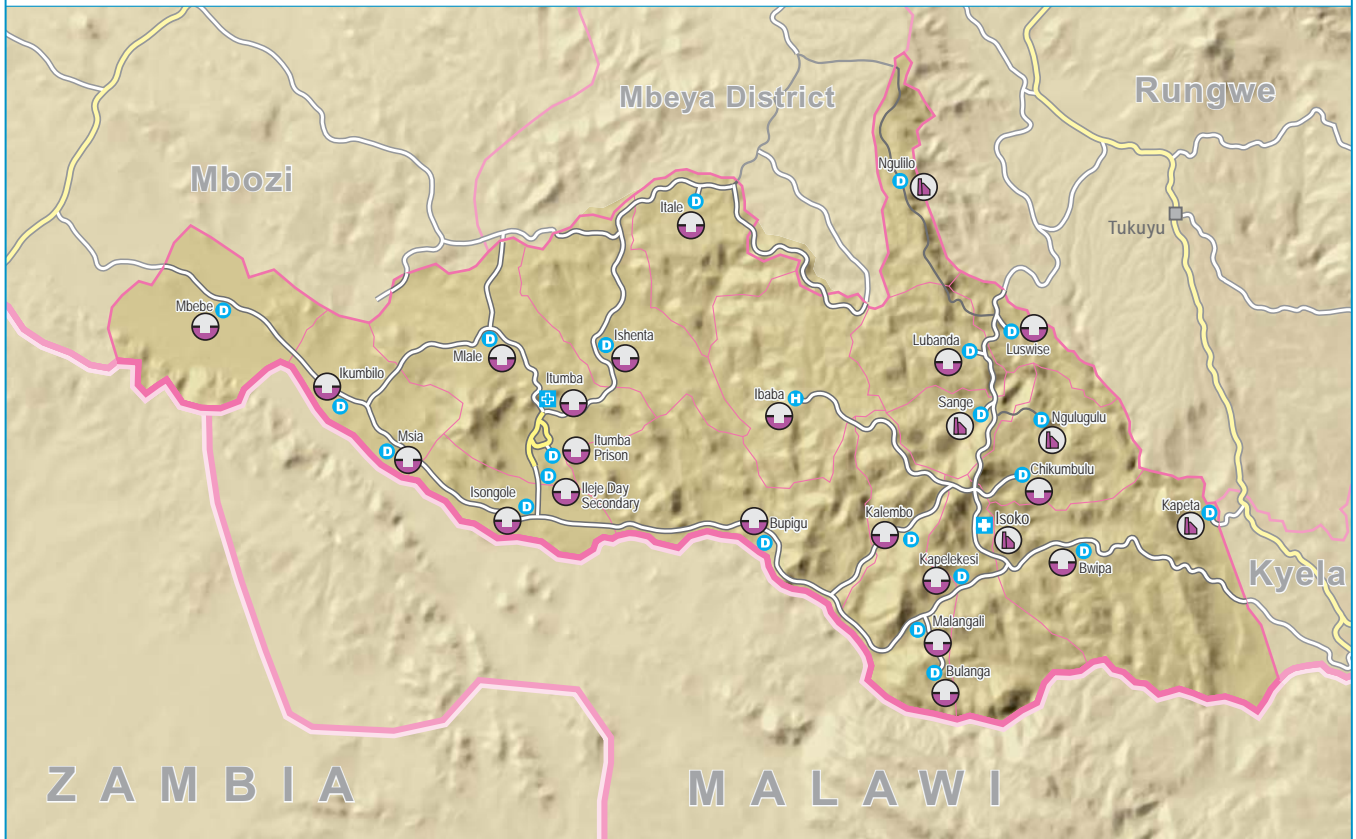 Mbeya District
Rungwe
Mbozi
Ngulilo
D
Tukuyu
Itale
D
Mbebe
D
Ishenta
D
Mlale
D
Lubanda
D
D
Luswise
Ikumbilo
D
Itumba
Ibaba
H
Sange
D
D
Ngulugulu
Msia
D
Itumba
Prison
D
D
Chikumbulu
Isongole
D
D
Ileje Day
Secondary
Bupigu
D
Kalembo
D
Isoko
Kapeta
D
Kapelekesi
D
D
Bwipa
Kyela
Malangali
D
Bulanga
D
ZAMBIA
MALAWI